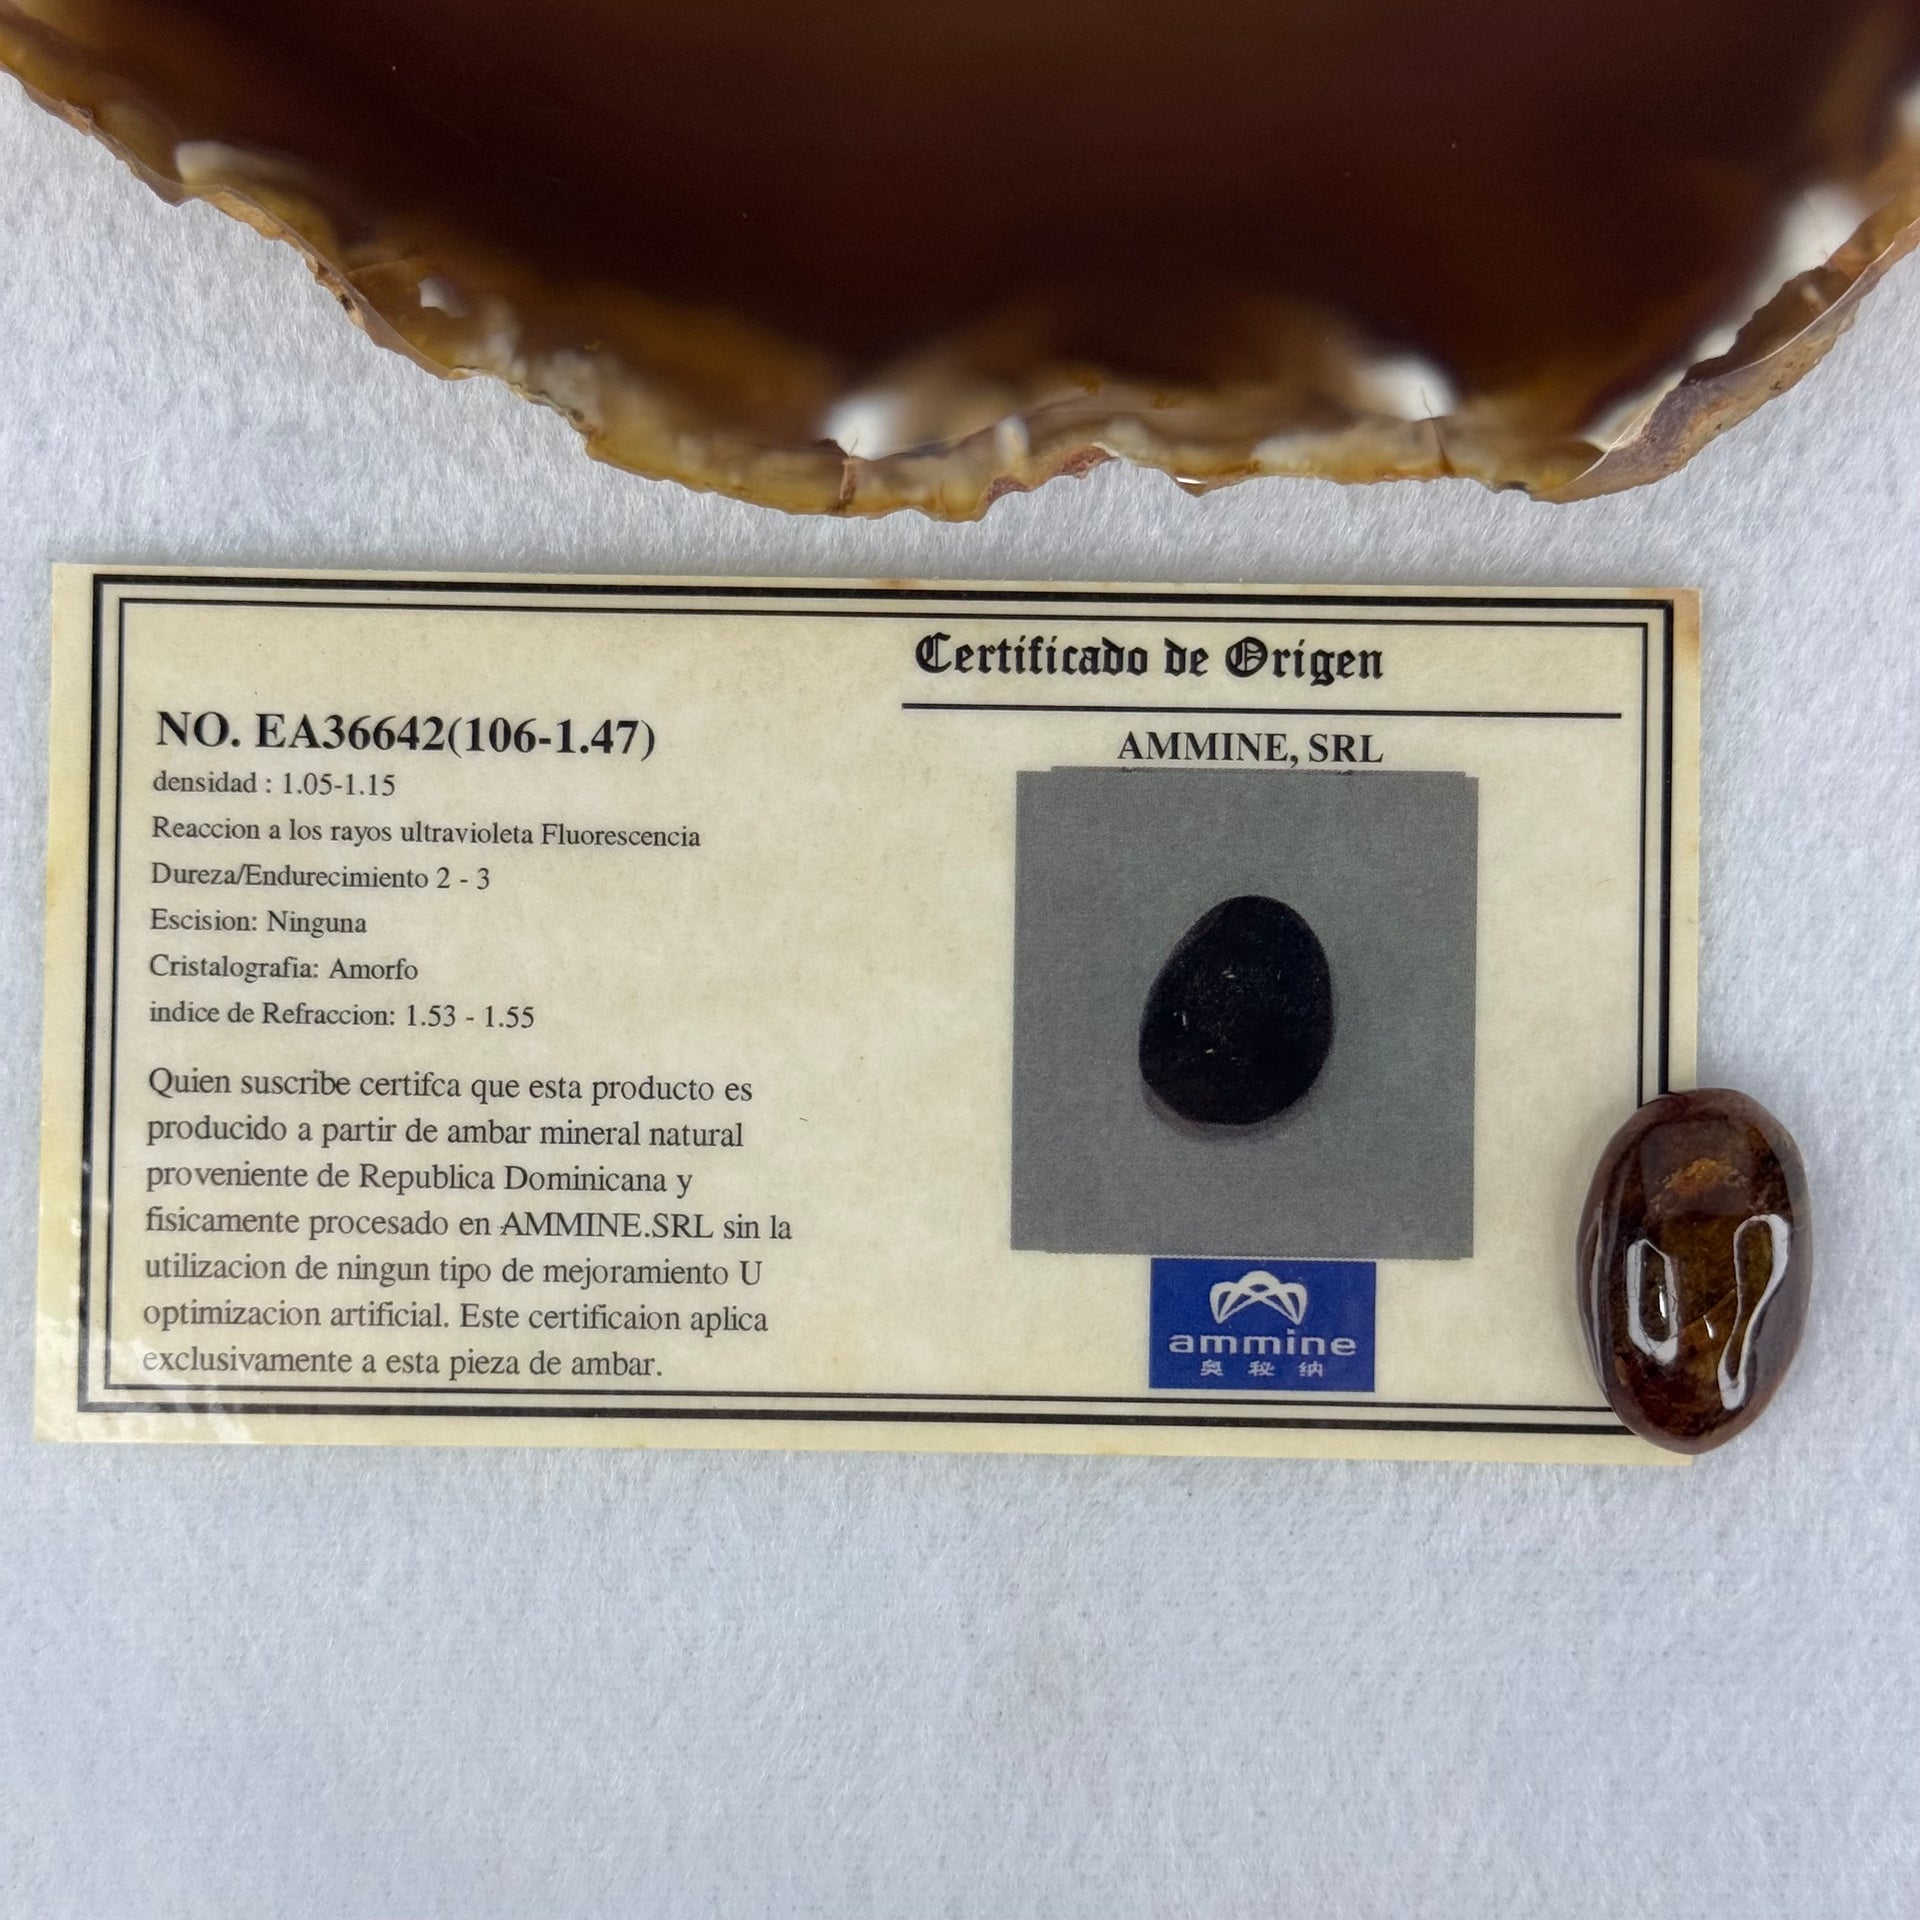 Certificado de Origen
NO. EA36642(106-1.47)
densidad : 1.05-1.15
Reaccion a los rayos ultravioleta Fluorescencia
Dureza/Endurecimiento 2 - 3
Escision: Ninguna
Cristalografia: Amorfo
indice de Refraccion: 1.53 - 1.55
Quien suscribe certifca que esta producto es
producido a partir de ambar mineral natural
proveniente de Republica Dominicana y
fisicamente procesado en AMMINE.SRL sin la
utilizacion de ningun tipo de mejoramiento U
optimizacion artificial. Este certificaion aplica
exclusivamente a esta pieza de ambar.
AMMINE, SRL
ammine
奥秘纳